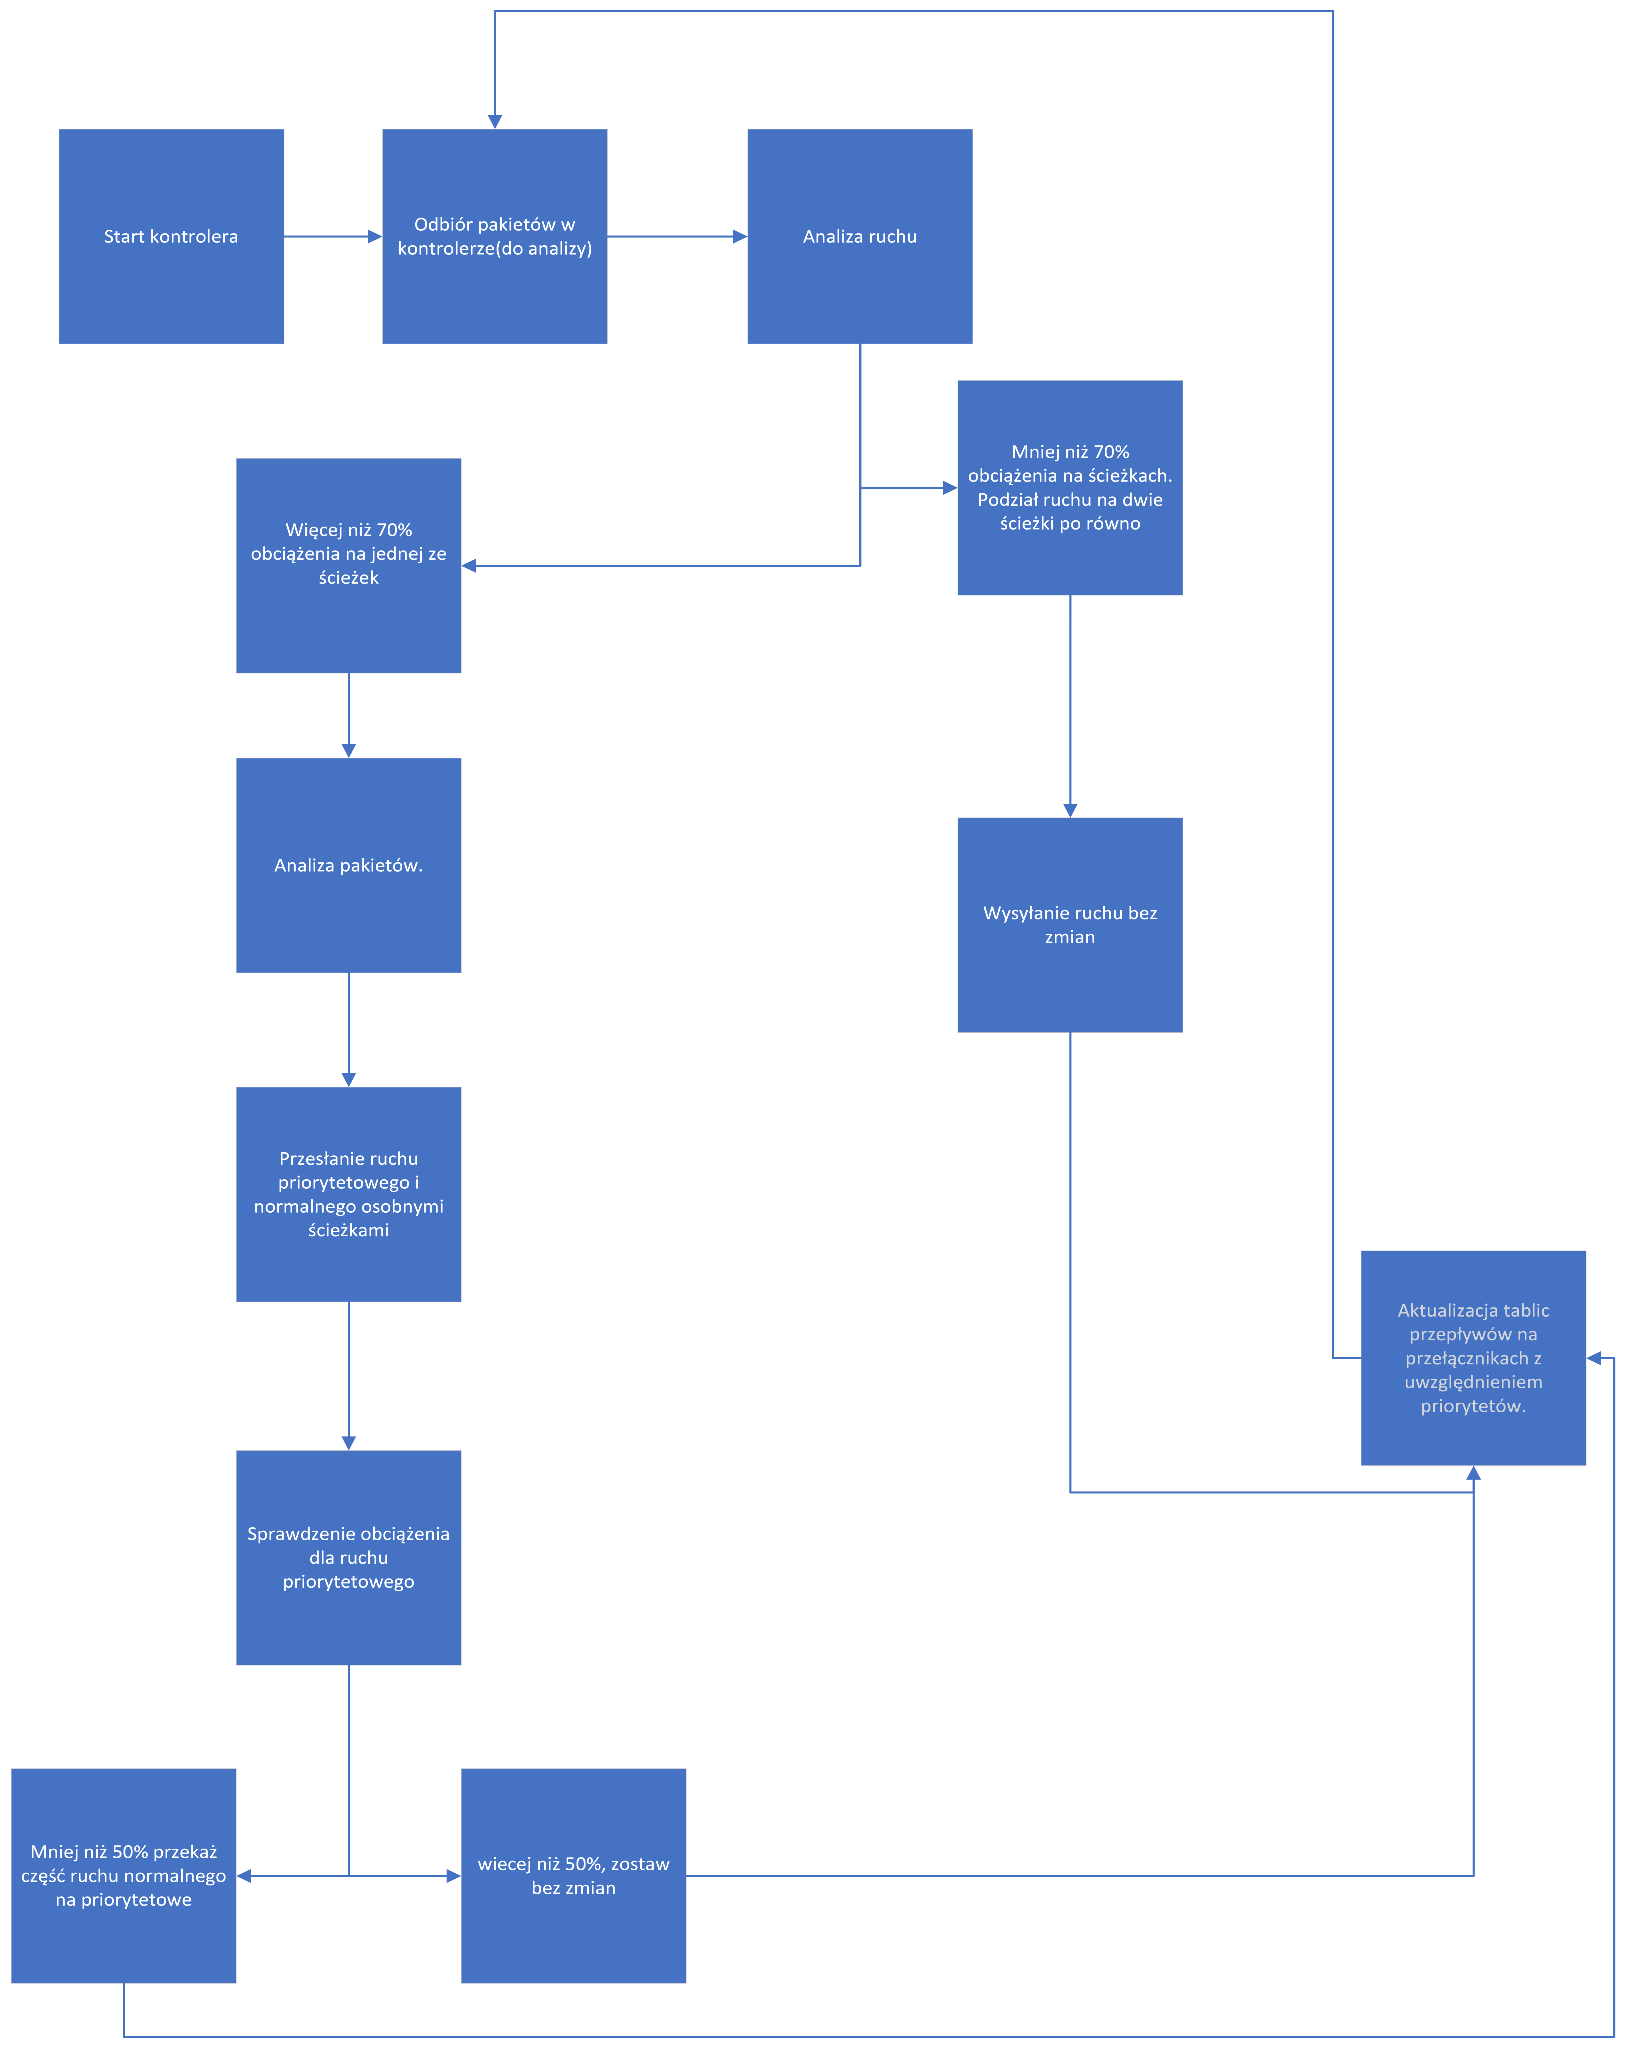 Start kontrolera
Odbiór pakietów w
kontrolerze(do analizy)
Analiza ruchu
Mniej niż 70%
obciążenia na ścieżkach.
Podział ruchu na dwie
ścieżki po równo
Więcej niż 70%
obciążenia na jednej ze
ścieżek
Analiza pakietów.
Wysyłanie ruchu bez
zmian
Przesłanie ruchu
priorytetowego i
normalnego osobnymi
ścieżkami
Aktualizacja tablic
przepływów na
przełącznikach z
uwzględnieniem
priorytetów.
Sprawdzenie obciążenia
dla ruchu
priorytetowego
Mniej niż 50% przekaż
część ruchu normalnego
na priorytetowe
wiecej niż 50%, zostaw
bez zmian